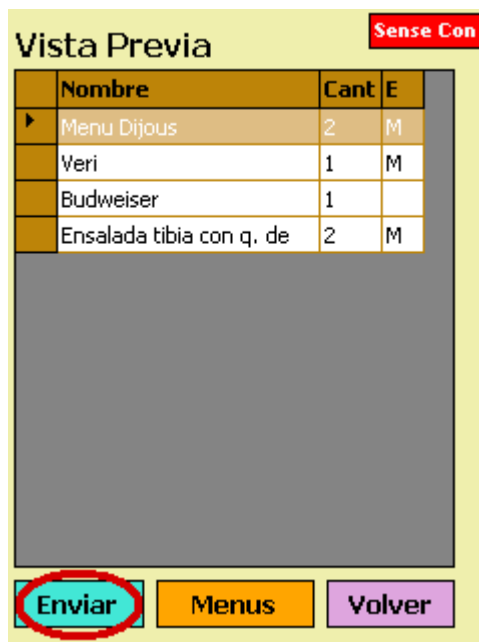 Sense Con
Vista Previa
Nombre Cant E
Menu Dijous 2 M
Veri 1 M
Budweiser 1
Ensalada tibia con q. de 2 M
Enviar Menus Volver